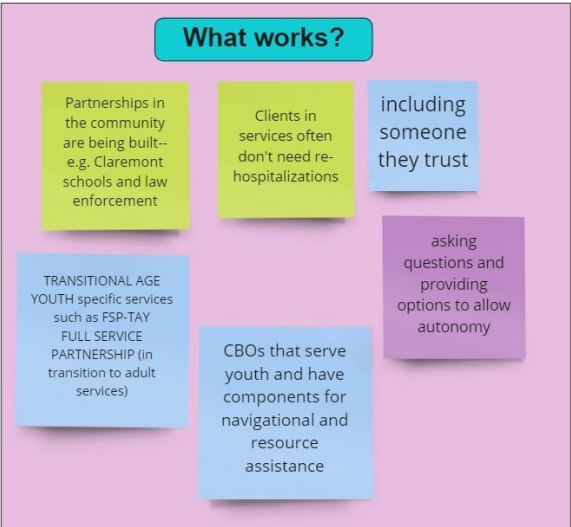 What works?
Partnerships in
the community
are being built--
e.g. Claremont
schools and law
enforcement
Clients in
services often
don't need re-
hospitalizations
including
someone
they trust
TRANSITIONAL AGE
YOUTH specific services
such as FSP-TAY
FULL SERVICE
PARTNERSHIP (in
transition to adult
services)
CBOs that serve
youth and have
components for
navigational and
resource
assistance
asking
questions and
providing
options to allow
autonomy